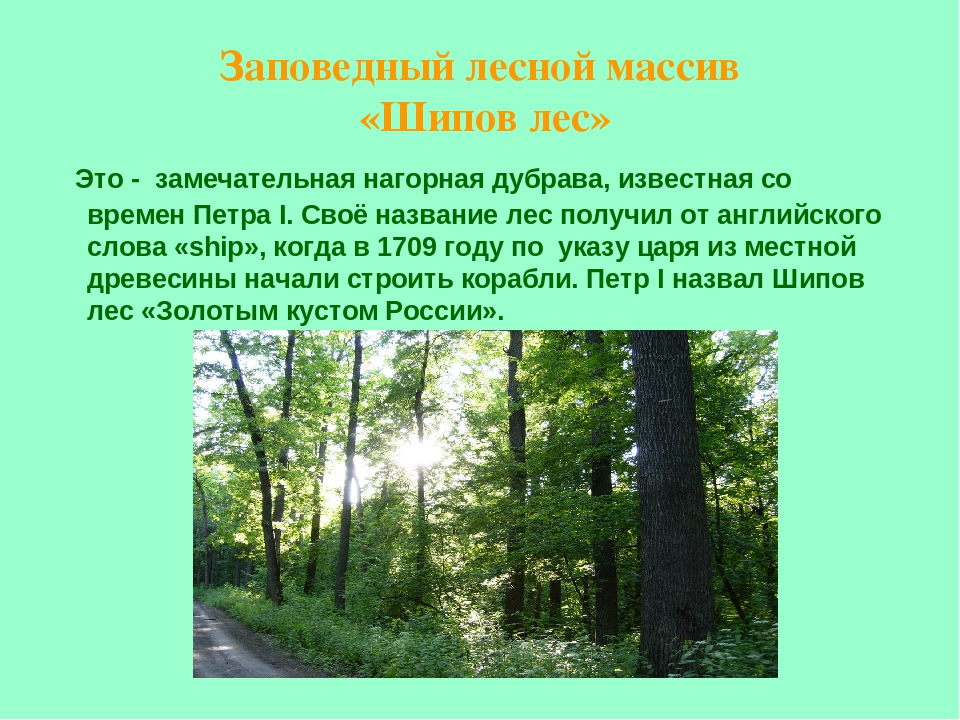 Заповедный лесной массив
«Шипов лес»
Это - замечательная нагорная дубрава, известная со
времен Петра I. Своё название лес получил от английского
слова «ship», когда в 1709 году по указу царя из местной
древесины начали строить корабли. Петр I назвал Шипов
лес «Золотым кустом России».